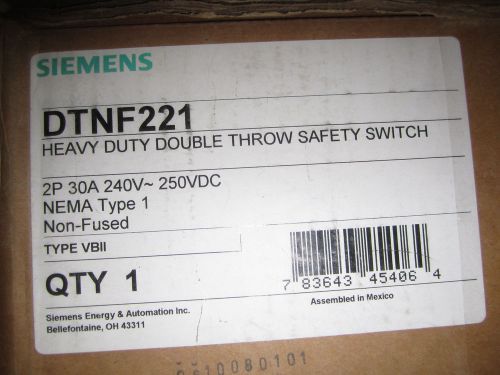 SIEMENS
DTNF221
HEAVY DUTY DOUBLE THROW SAFETY SWITCH
2P 30A 240V~ 250VDC
NEMA Type 1
Non-Fused
TYPE VBII
QTY 1
7 83643 45406 4
Assembled in Mexico
Siemens Energy & Automation Inc.
Bellefontaine, OH 43311